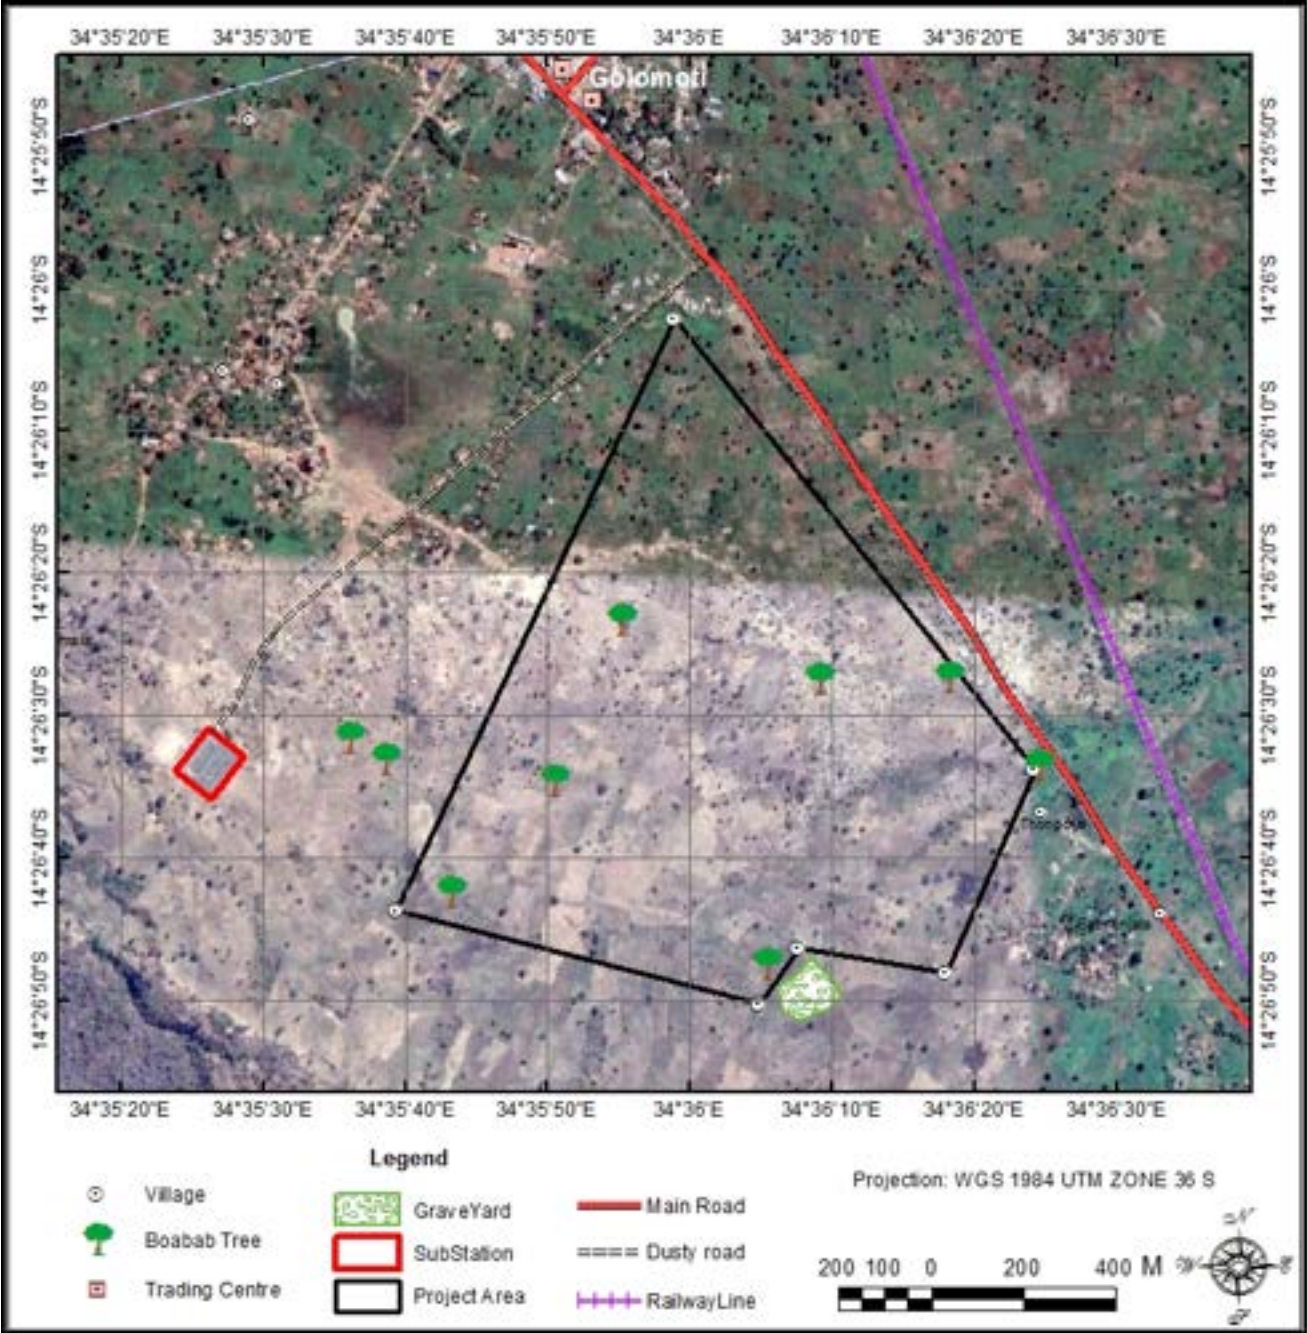 34°35'20"E 34°35'30"E 34°35'40"E 34°35'50"E 34°36'E 34°36'10"E 34°36'20"E 34°36'30"E
Golomoti
14°25'50"S 14°25'50"S
14°26'S 14°26'S
14°26'10"S 14°26'10"S
14°26'20"S 14°26'20"S
14°26'30"S 14°26'30"S
14°26'40"S 14°26'40"S
14°26'50"S 14°26'50"S
34°35'20"E 34°35'30"E 34°35'40"E 34°35'50"E 34°36'E 34°36'10"E 34°36'20"E 34°36'30"E
Legend
Village
Boabab Tree
Trading Centre
GraveYard
SubStation
Project Area
Main Road
Dusty road
RailwayLine
Projection: WGS 1984 UTM ZONE 36 S
200 100 0 200 400 M